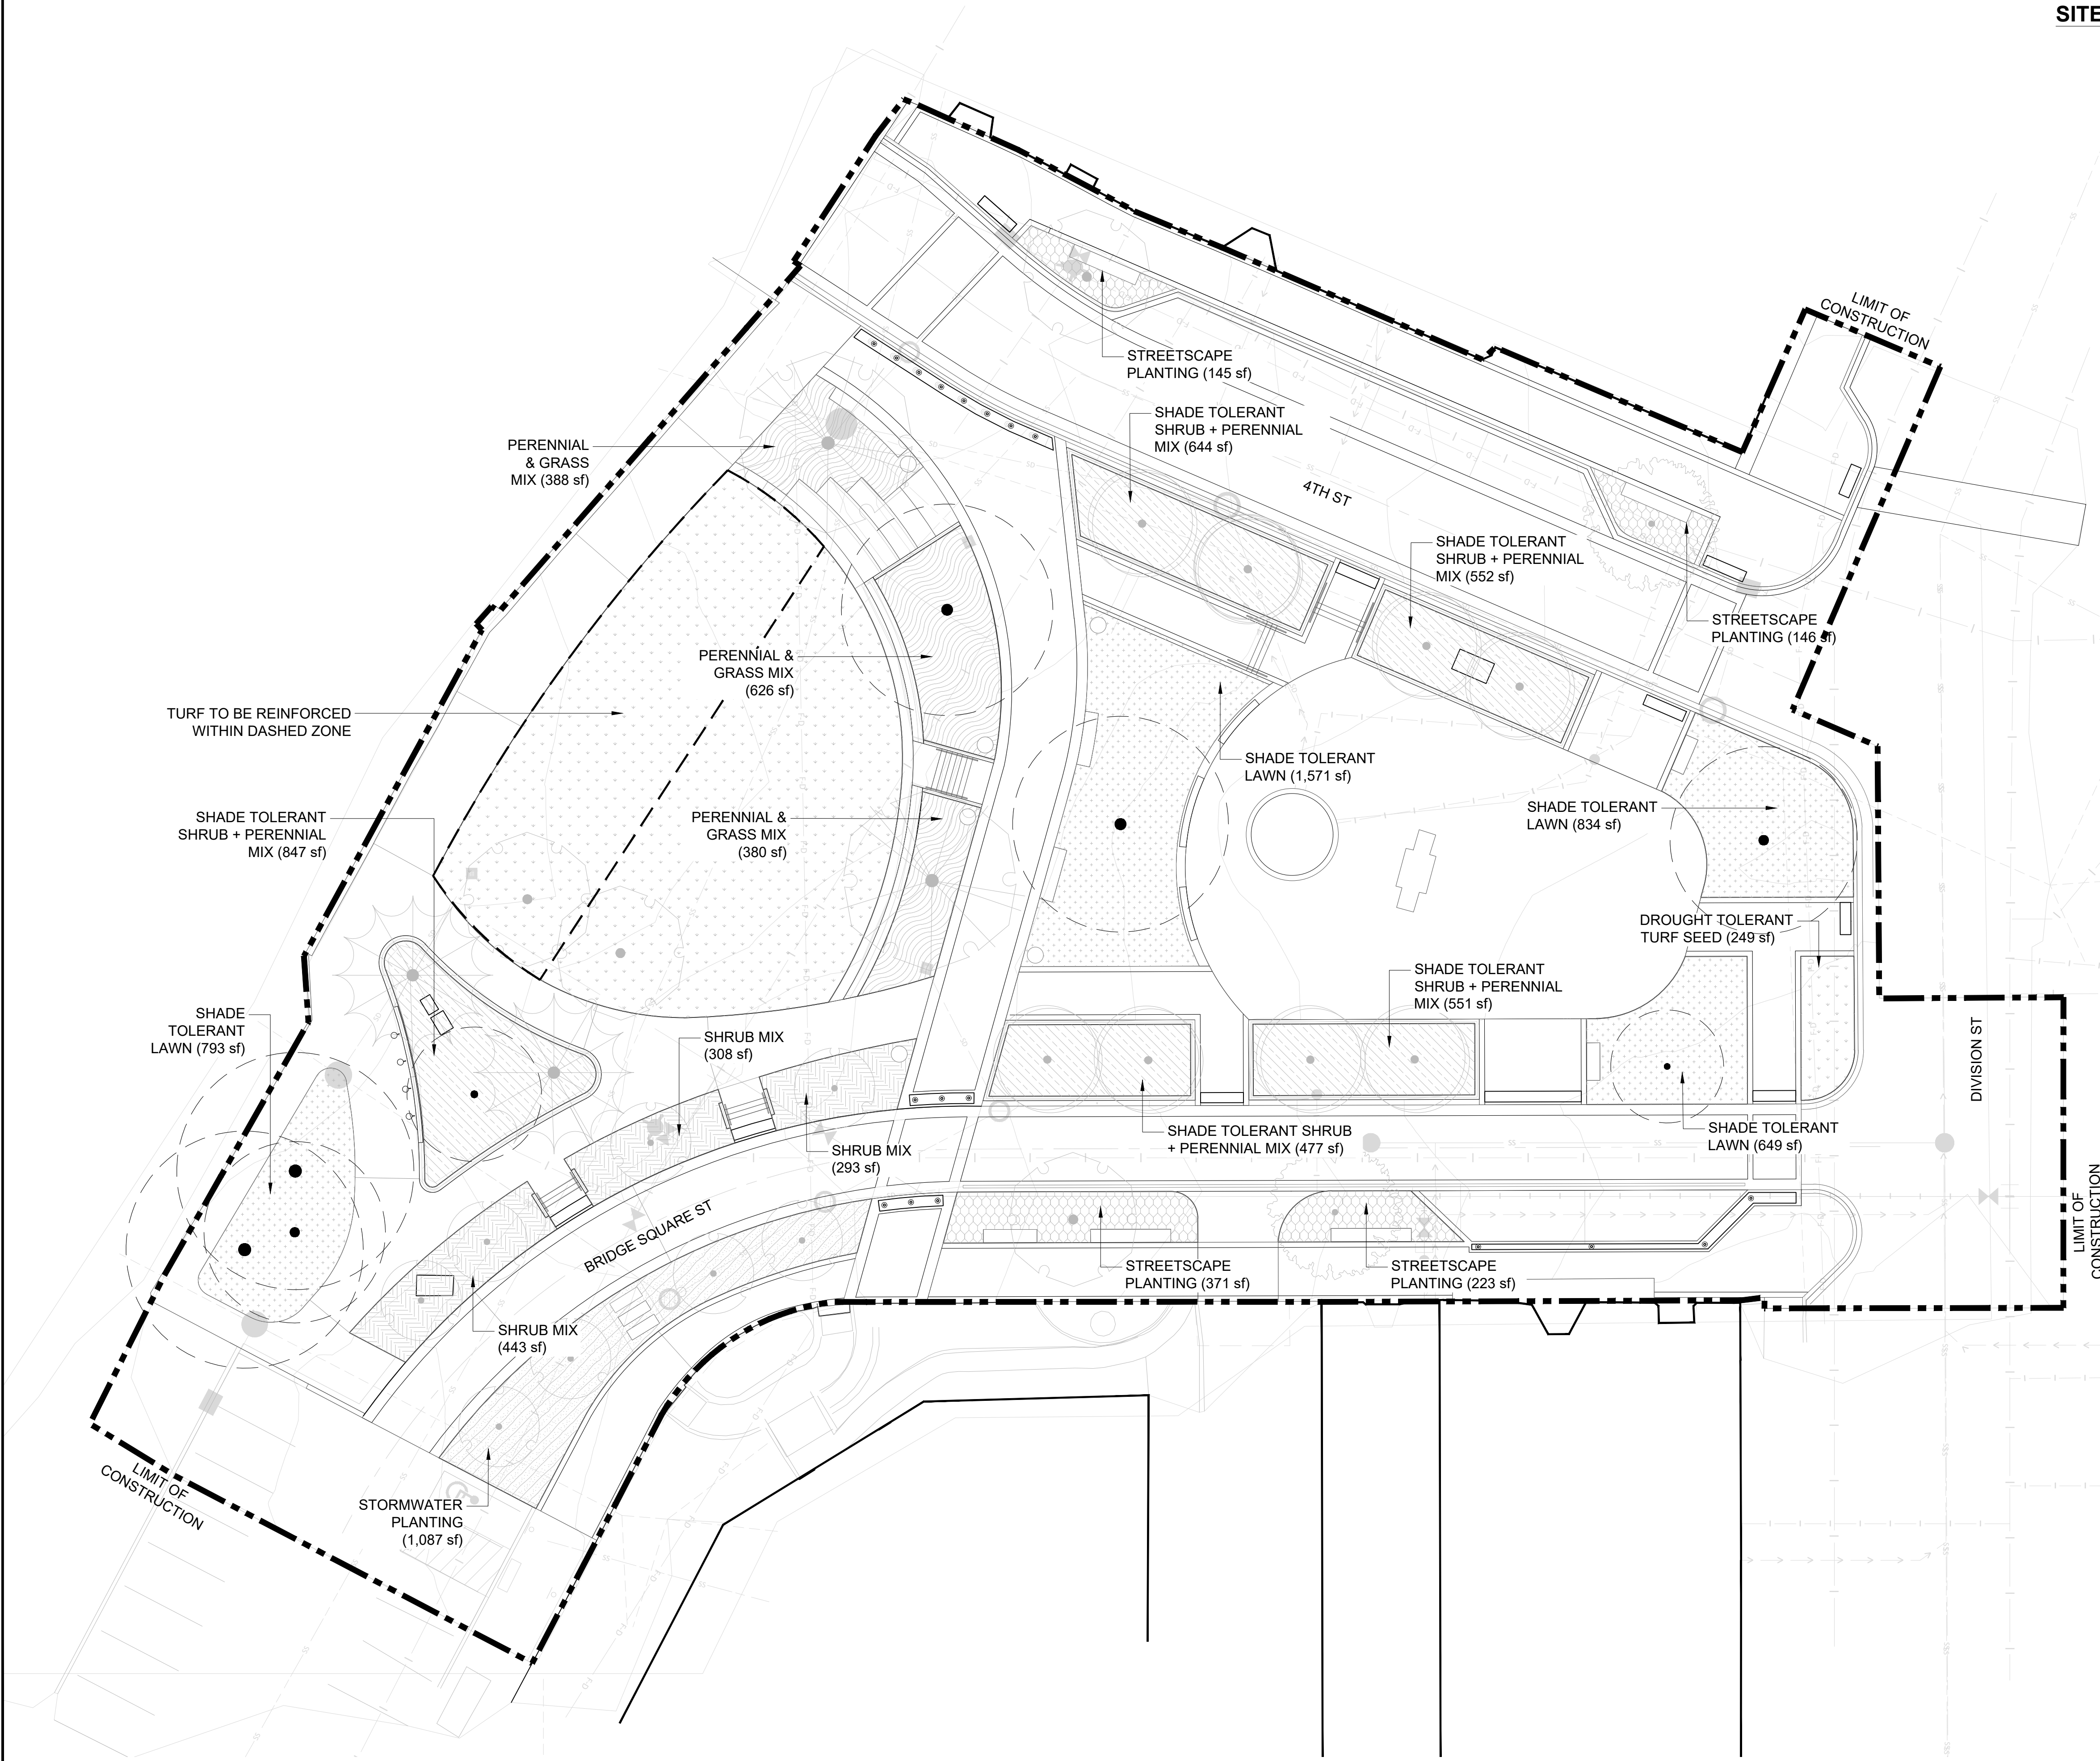 SITE
LIMIT OF
CONSTRUCTION
STREETSCAPE
PLANTING (145 sf)
SHADE TOLERANT
SHRUB + PERENNIAL
MIX (644 sf)
PERENNIAL
& GRASS
MIX (388 sf)
4TH ST
SHADE TOLERANT
SHRUB + PERENNIAL
MIX (552 sf)
STREETSCAPE
PLANTING (146 sf)
PERENNIAL &
GRASS MIX
(626 sf)
TURF TO BE REINFORCED
WITHIN DASHED ZONE
SHADE TOLERANT
LAWN (1,571 sf)
SHADE TOLERANT
LAWN (834 sf)
SHADE TOLERANT
SHRUB + PERENNIAL
MIX (847 sf)
PERENNIAL &
GRASS MIX
(380 sf)
DROUGHT TOLERANT
TURF SEED (249 sf)
SHADE TOLERANT
SHRUB + PERENNIAL
MIX (551 sf)
SHADE
TOLERANT
LAWN (793 sf)
SHRUB MIX
(308 sf)
DIVISION ST
SHRUB MIX
(293 sf)
SHADE TOLERANT SHRUB
+ PERENNIAL MIX (477 sf)
SHADE TOLERANT
LAWN (649 sf)
LIMIT OF
CONSTRUCTION
BRIDGE SQUARE ST
STREETSCAPE
PLANTING (371 sf)
STREETSCAPE
PLANTING (223 sf)
SHRUB MIX
(443 sf)
LIMIT OF
CONSTRUCTION
STORMWATER
PLANTING
(1,087 sf)